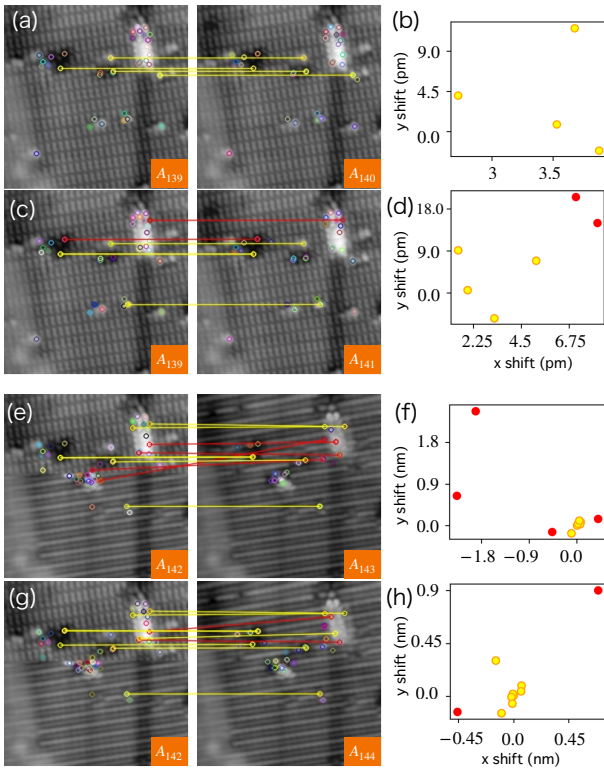 (a)
A139
A140
(b)
y shift (pm)
9.0
4.5
0.0
3
3.5
(c)
A139
A141
(d)
y shift (pm)
18.0
9.0
0.0
2.25
4.5
6.75
x shift (pm)
(e)
A142
A143
(f)
y shift (nm)
1.8
0.9
0.0
−1.8
−0.9
0.0
(g)
A142
A144
(h)
y shift (nm)
0.9
0.45
0.0
−0.45
0.0
0.45
x shift (nm)